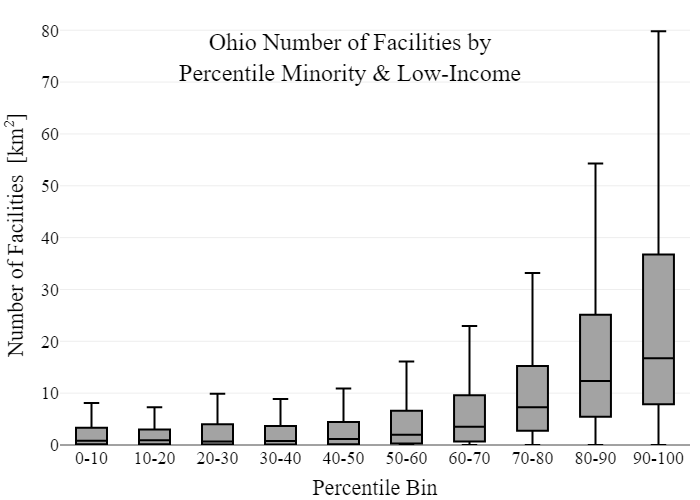 Ohio Number of Facilities by
Percentile Minority & Low-Income
Number of Facilities [km²]
80
70
60
50
40
30
20
10
0
0-10 10-20 20-30 30-40 40-50 50-60 60-70 70-80 80-90 90-100
Percentile Bin